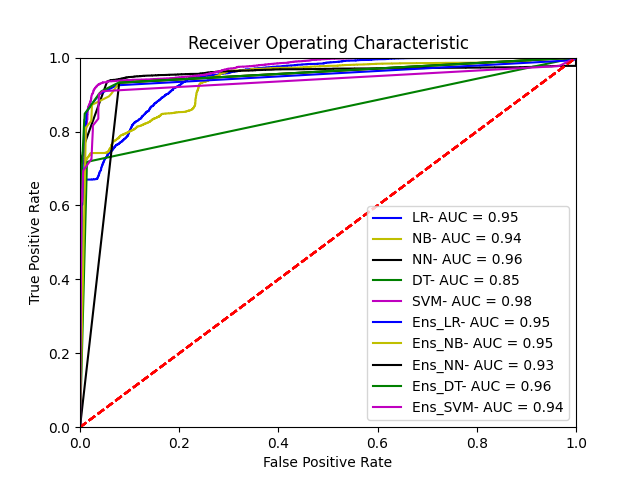 Receiver Operating Characteristic
True Positive Rate
1.0
0.8
0.6
0.4
0.2
0.0
LR- AUC = 0.95
NB- AUC = 0.94
NN- AUC = 0.96
DT- AUC = 0.85
SVM- AUC = 0.98
Ens_LR- AUC = 0.95
Ens_NB- AUC = 0.95
Ens_NN- AUC = 0.93
Ens_DT- AUC = 0.96
Ens_SVM- AUC = 0.94
0.0 0.2 0.4 0.6 0.8 1.0
False Positive Rate